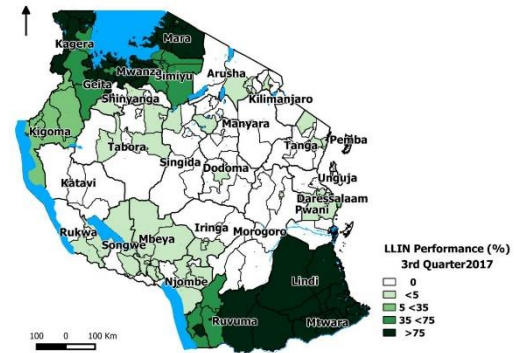 Kagera
Mara
Mwanza
Geita
Simiyu
Arusha
Shinyanga
Kilimanjaro
Kigoma
Manyara
Tabora
Tanga
Pemba
Singida
Dodoma
Unguja
Katavi
Daressalaam
Pwani
Rukwa
Iringa
Morogoro
Mbeya
Songwe
Njombe
Lindi
Ruvuma
Mtwara
LLIN Performance (%)
3rd Quarter2017
0
<5
5 <35
35 <75
>75
100 0 100 Km